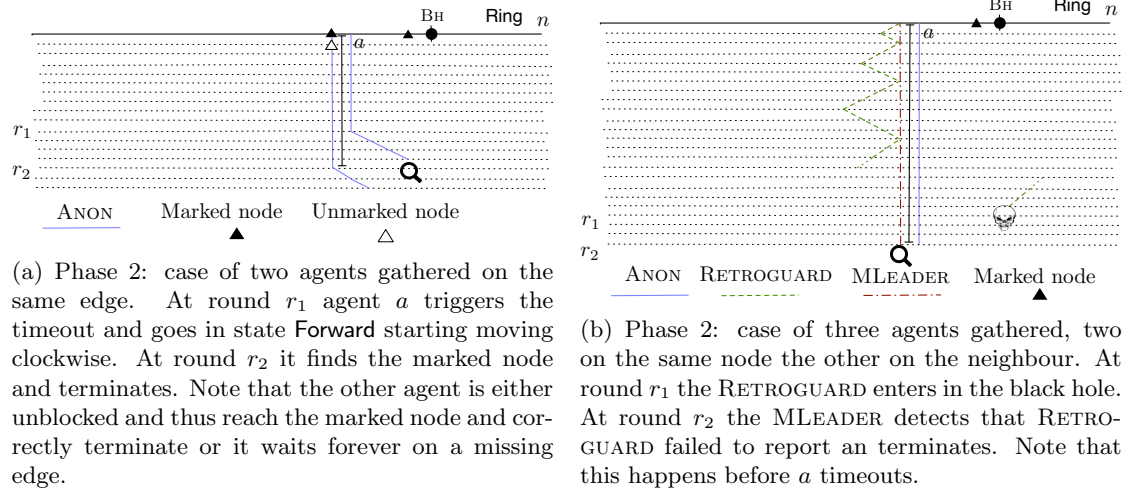 BH Ring n
a
r1
r2
ANON Marked node Unmarked node
(a) Phase 2: case of two agents gathered on the
same edge. At round r1 agent a triggers the
timeout and goes in state Forward starting moving
clockwise. At round r2 it finds the marked node
and terminates. Note that the other agent is either
unblocked and thus reach the marked node and cor-
rectly terminate or it waits forever on a missing
edge.
BH Ring n
a
r1
r2
ANON RETROGUARD MLEADER Marked node
(b) Phase 2: case of three agents gathered, two
on the same node the other on the neighbour. At
round r1 the RETROGUARD enters in the black hole.
At round r2 the MLEADER detects that RETRO-
GUARD failed to report an terminates. Note that
this happens before a timeouts.